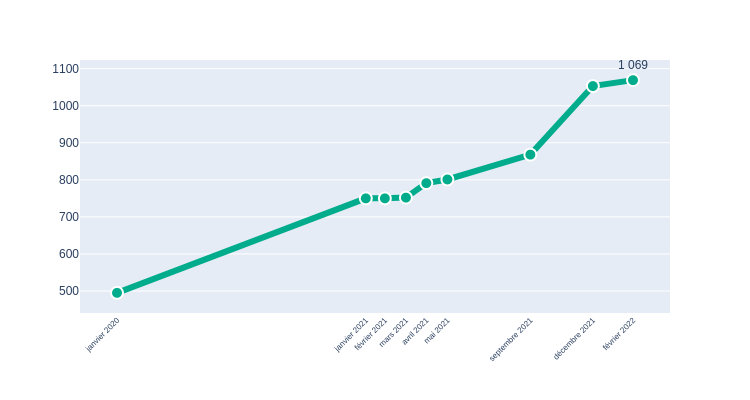 1 069
1100
1000
900
800
700
600
500
janvier 2020
janvier 2021
février 2021
mars 2021
avril 2021
mai 2021
septembre 2021
décembre 2021
février 2022